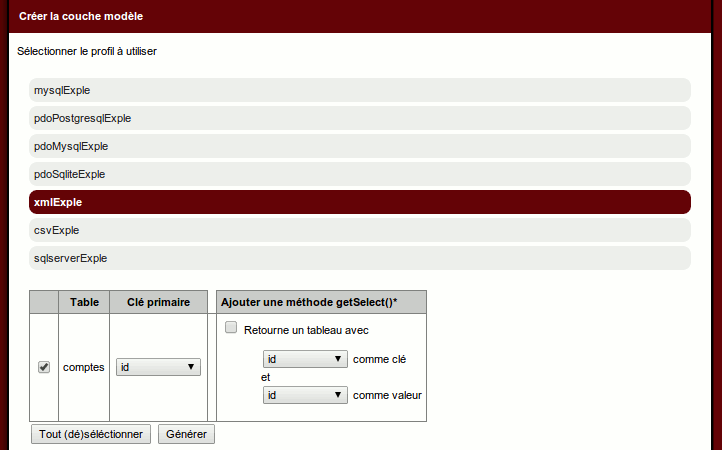 Créer la couche modèle
Sélectionner le profil à utiliser
mysqlExple
pdoPostgresqlExple
pdoMysqlExple
pdoSqliteExple
xmlExple
csvExple
sqlserverExple
Table Clé primaire Ajouter une méthode getSelect()*
Retourne un tableau avec
comptes id
id comme clé
et
id comme valeur
Tout (dé)séléctionner Générer